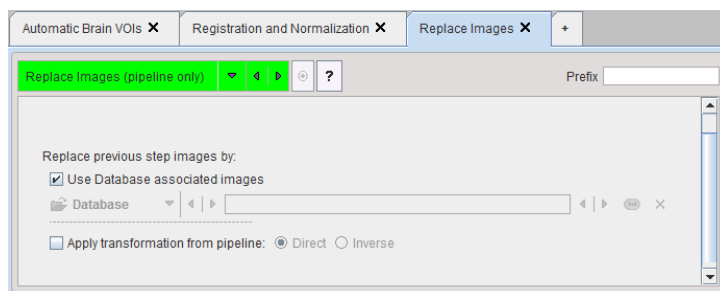 Automatic Brain VOIs ✕ Registration and Normalization ✕ Replace Images ✕ +
Replace Images (pipeline only) ? Prefix
Replace previous step images by:
Use Database associated images
Database
Apply transformation from pipeline: Direct Inverse